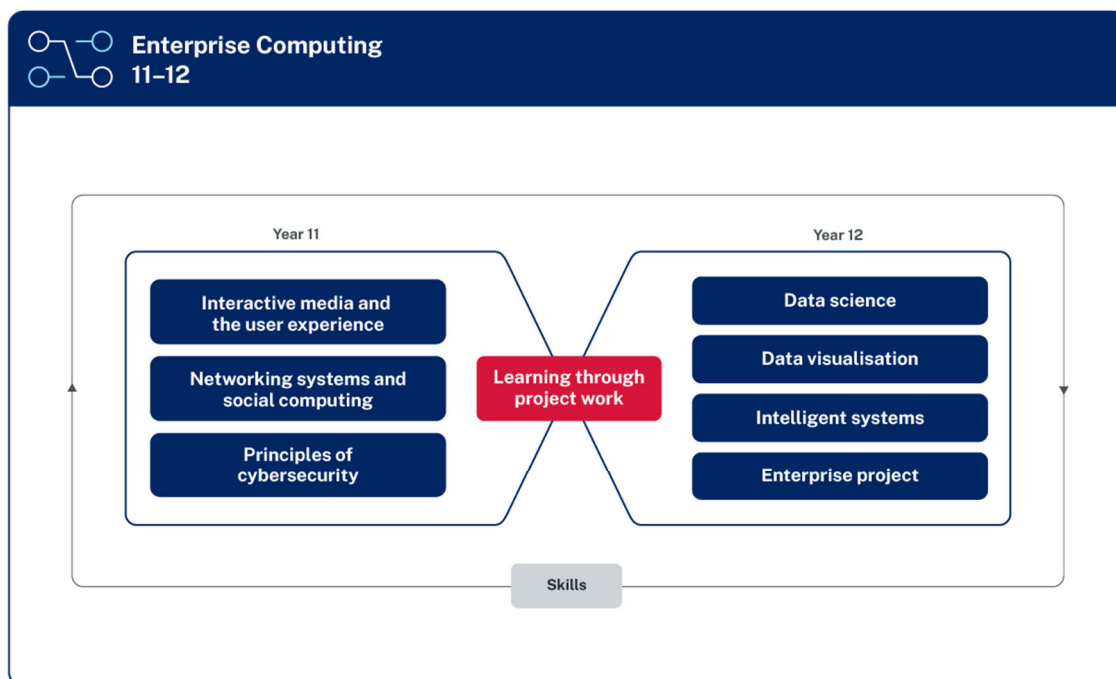 Enterprise Computing
11–12
Year 11
Interactive media and
the user experience
Networking systems and
social computing
Principles of
cybersecurity
Learning through
project work
Year 12
Data science
Data visualisation
Intelligent systems
Enterprise project
Skills